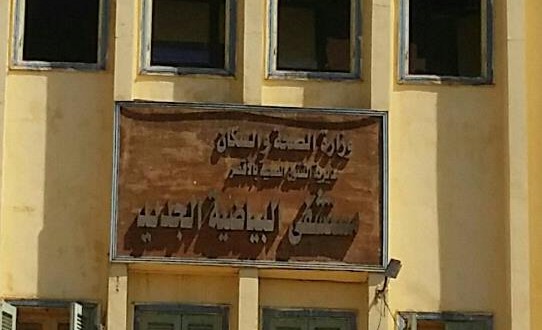 وزارة الصحة والسكان
مديرية الشئون الصحية بالاقصر
مستشفى البياضية الجديد